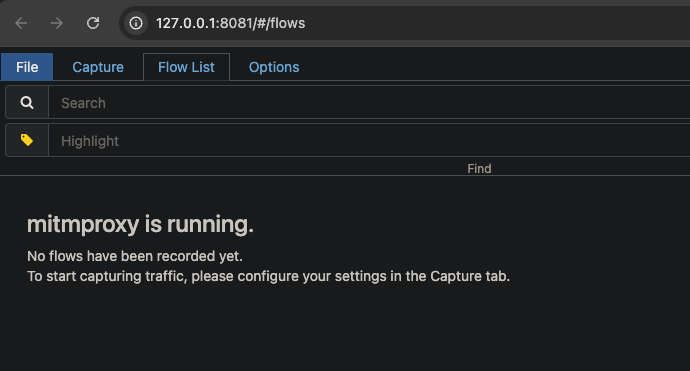 127.0.0.1:8081/#/flows
File Capture Flow List Options
Search
Highlight
Find
mitmproxy is running.
No flows have been recorded yet.
To start capturing traffic, please configure your settings in the Capture tab.